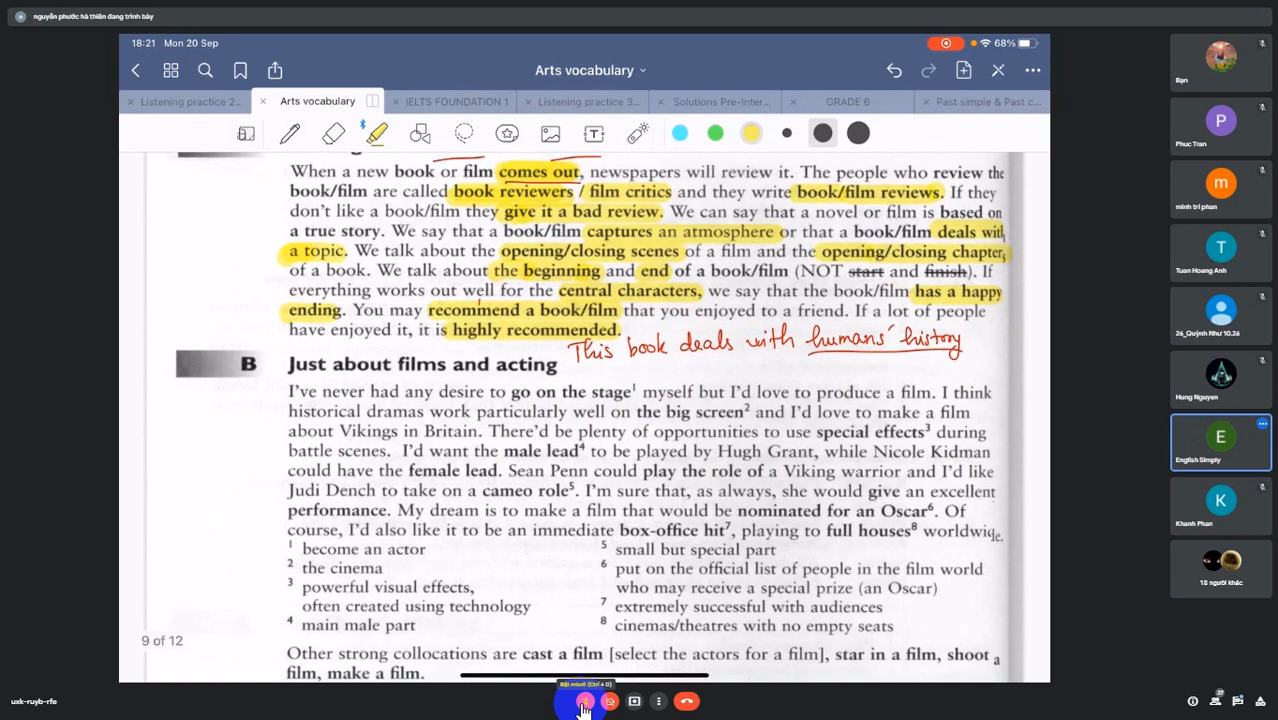 nguyễn phước hà thiên đang trình bày
18:21 Mon 20 Sep
68%
Arts vocabulary
Listening practice 2...
Arts vocabulary
IELTS FOUNDATION 1
Listening practice 3...
Solutions Pre-inter...
GRADE 6
Past simple & Past c...
When a new book or film comes out, newspapers will review it. The people who review the
book/film are called book reviewers / film critics and they write book/film reviews. If they
don't like a book/film they give it a bad review. We can say that a novel or film is based on
a true story. We say that a book/film captures an atmosphere or that a book/film deals with
a topic. We talk about the opening/closing scenes of a film and the opening/closing chapters
of a book. We talk about the beginning and end of a book/film (NOT start and finish). If
everything works out well for the central characters, we say that the book/film has a happy
ending. You may recommend a book/film that you enjoyed to a friend. If a lot of people
have enjoyed it, it is highly recommended.
This book deals with humans' history
B Just about films and acting
I've never had any desire to go on the stage¹ myself but I'd love to produce a film. I think
historical dramas work particularly well on the big screen² and I'd love to make a film
about Vikings in Britain. There'd be plenty of opportunities to use special effects³ during
battle scenes. I'd want the male lead⁴ to be played by Hugh Grant, while Nicole Kidman
could have the female lead. Sean Penn could play the role of a Viking warrior and I'd like
Judi Dench to take on a cameo role⁵. I'm sure that, as always, she would give an excellent
performance. My dream is to make a film that would be nominated for an Oscar⁶. Of
course, I'd also like it to be an immediate box-office hit⁷, playing to full houses⁸ worldwide.
¹ become an actor
² the cinema
³ powerful visual effects,
often created using technology
⁴ main male part
⁵ small but special part
⁶ put on the official list of people in the film world
who may receive a special prize (an Oscar)
⁷ extremely successful with audiences
⁸ cinemas/theatres with no empty seats
9 of 12
Other strong collocations are cast a film [select the actors for a film], star in a film, shoot a
film, make a film.
Bạn
P
Phuc Tran
m
minh tri phan
T
Tuan Hoang Anh
26_Quỳnh Như 10.26
Hung Nguyen
E
English Simply
K
Khanh Phan
18 người khác
uxk-ruyb-rfo
27